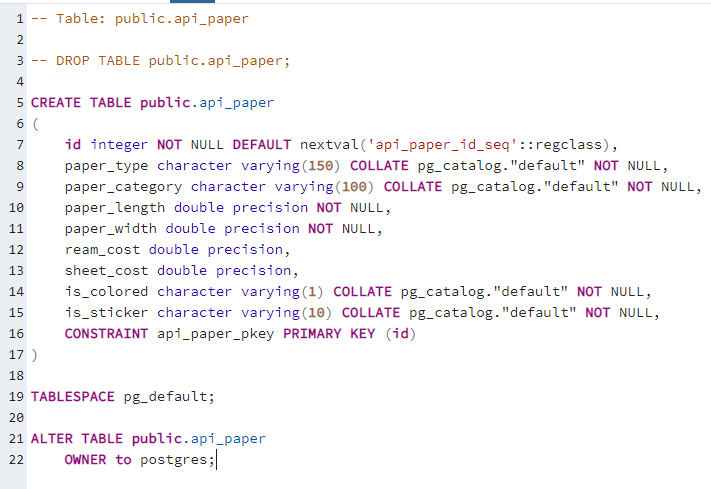 1 -- Table: public.api_paper
2
3 -- DROP TABLE public.api_paper;
4
5 CREATE TABLE public.api_paper
6 (
7     id integer NOT NULL DEFAULT nextval('api_paper_id_seq'::regclass),
8     paper_type character varying(150) COLLATE pg_catalog."default" NOT NULL,
9     paper_category character varying(100) COLLATE pg_catalog."default" NOT NULL,
10     paper_length double precision NOT NULL,
11     paper_width double precision NOT NULL,
12     ream_cost double precision,
13     sheet_cost double precision,
14     is_colored character varying(1) COLLATE pg_catalog."default" NOT NULL,
15     is_sticker character varying(10) COLLATE pg_catalog."default" NOT NULL,
16     CONSTRAINT api_paper_pkey PRIMARY KEY (id)
17 )
18
19 TABLESPACE pg_default;
20
21 ALTER TABLE public.api_paper
22     OWNER to postgres;